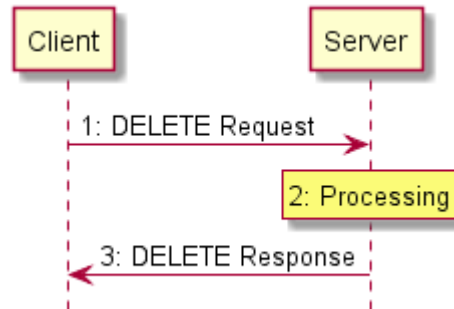 Client
Server
1: DELETE Request
2: Processing
3: DELETE Response